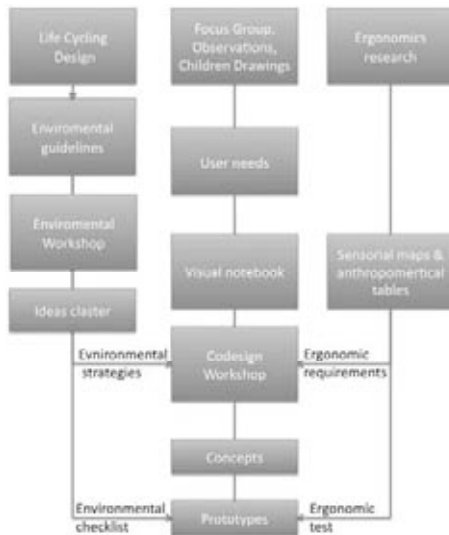 Life Cycling
Design
Focus Group.
Observations,
Children Drawings
Ergonomics
research
Enviromental
guidelines
User needs
Enviromental
Workshop
Visual notebook
Sensorial maps &
anthropomertical
tables
Ideas claster
Evnironmental
strategies
Codesign
Workshop
Ergonomic
requirements
Concepts
Environmental
checklist
Prototypes
Ergonomic
test